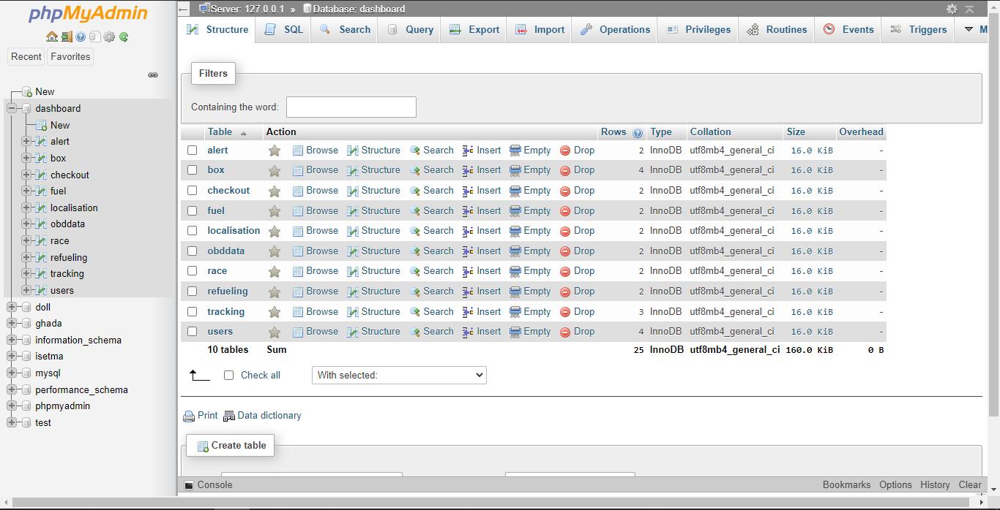 phpMyAdmin
Recent Favorites
New
dashboard
New
alert
box
checkout
fuel
localisation
obddata
race
refueling
tracking
users
doll
ghada
information_schema
isetma
mysql
performance_schema
phpmyadmin
test
Server: 127.0.0.1 » Database: dashboard
Structure SQL Search Query Export Import Operations Privileges Routines Events Triggers M
Filters
Containing the word:
Table Action Rows Type Collation Size Overhead
alert Browse Structure Search Insert Empty Drop 2 InnoDB utf8mb4_general_ci 16.0 KiB -
box Browse Structure Search Insert Empty Drop 4 InnoDB utf8mb4_general_ci 16.0 KiB -
checkout Browse Structure Search Insert Empty Drop 2 InnoDB utf8mb4_general_ci 16.0 KiB -
fuel Browse Structure Search Insert Empty Drop 2 InnoDB utf8mb4_general_ci 16.0 KiB -
localisation Browse Structure Search Insert Empty Drop 2 InnoDB utf8mb4_general_ci 16.0 KiB -
obddata Browse Structure Search Insert Empty Drop 2 InnoDB utf8mb4_general_ci 16.0 KiB -
race Browse Structure Search Insert Empty Drop 2 InnoDB utf8mb4_general_ci 16.0 KiB -
refueling Browse Structure Search Insert Empty Drop 2 InnoDB utf8mb4_general_ci 16.0 KiB -
tracking Browse Structure Search Insert Empty Drop 3 InnoDB utf8mb4_general_ci 16.0 KiB -
users Browse Structure Search Insert Empty Drop 4 InnoDB utf8mb4_general_ci 16.0 KiB -
10 tables Sum 25 InnoDB utf8mb4_general_ci 160.0 KiB 0 B
Check all With selected:
Print Data dictionary
Create table
Console Bookmarks Options History Clear